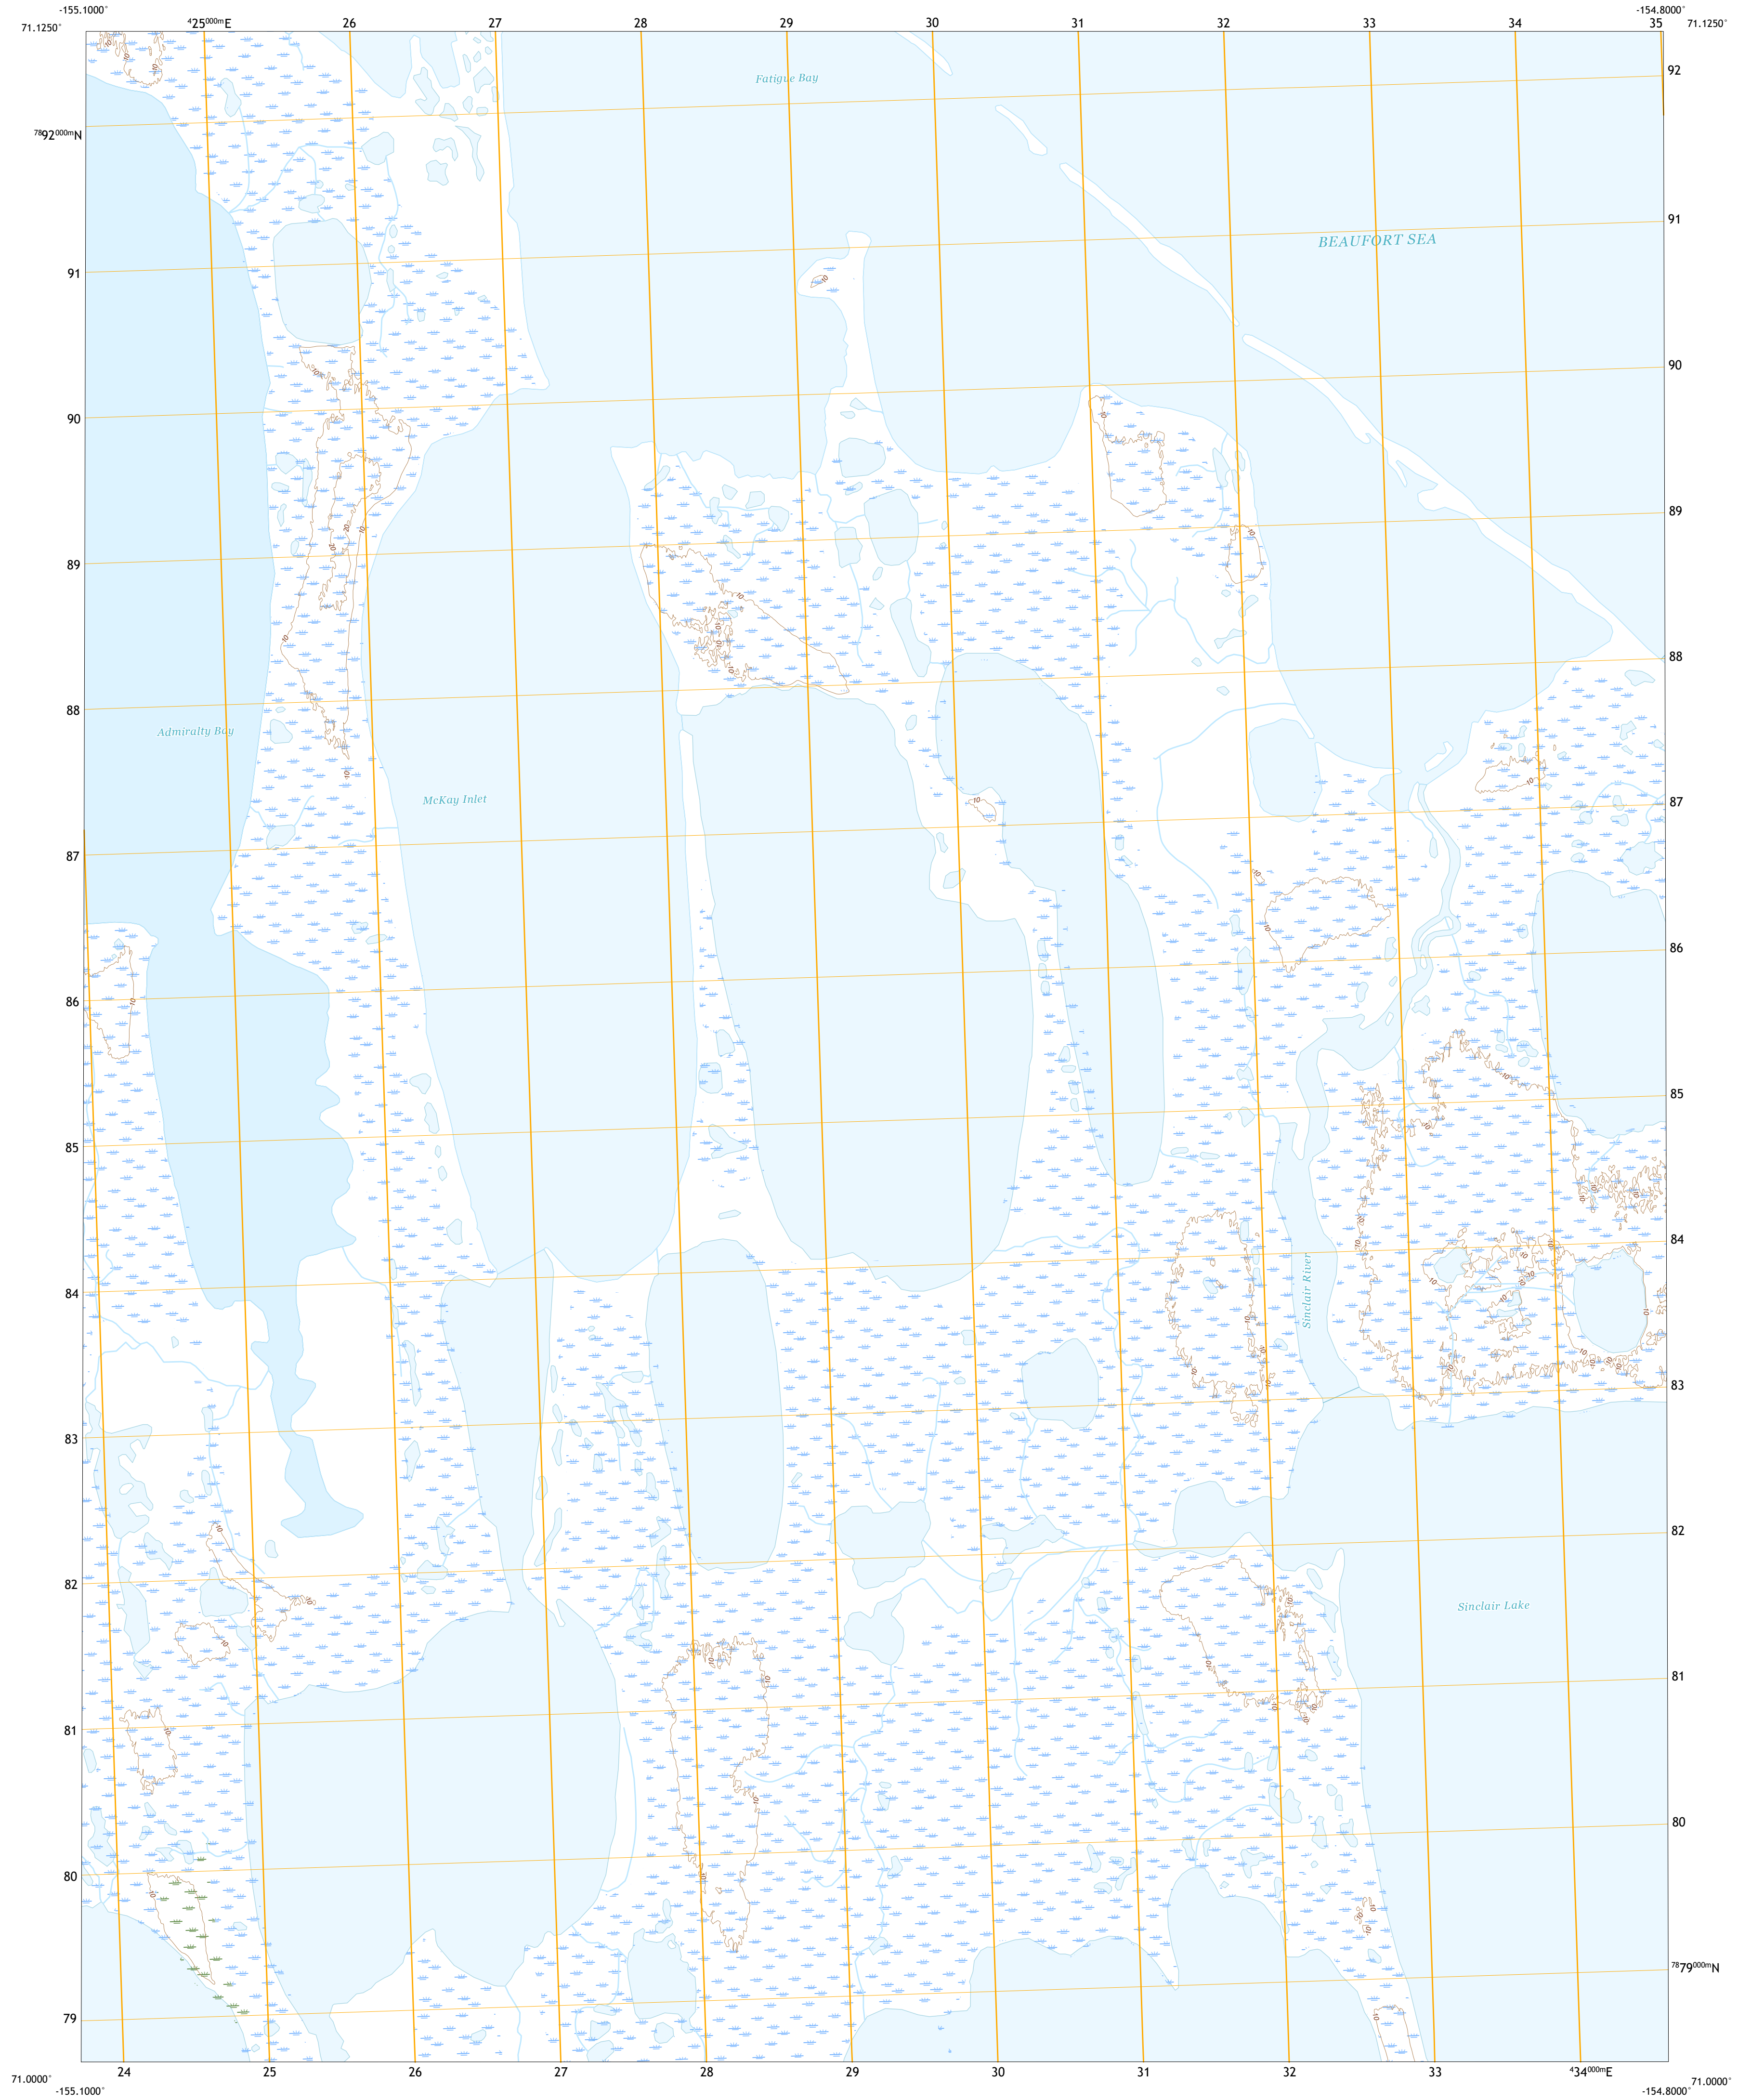 -155.1000° -154.8000°
71.1250° ⁴25⁰⁰⁰ᵐE 26 27 28 29 30 31 32 33 34 35 71.1250°
Fatigue Bay
92
⁷⁸92⁰⁰⁰ᵐN
91
BEAUFORT SEA
91
90
90
89
89
88
88
Admiralty Bay
McKay Inlet
87
87
86
86
85
85
84
Sinclair River
84
83
83
82
82
Sinclair Lake
81
81
80
80
⁷⁸79⁰⁰⁰ᵐN
79
71.0000° 24 25 26 27 28 29 30 31 32 33 ⁴34⁰⁰⁰ᵐE 71.0000°
-155.1000° -154.8000°